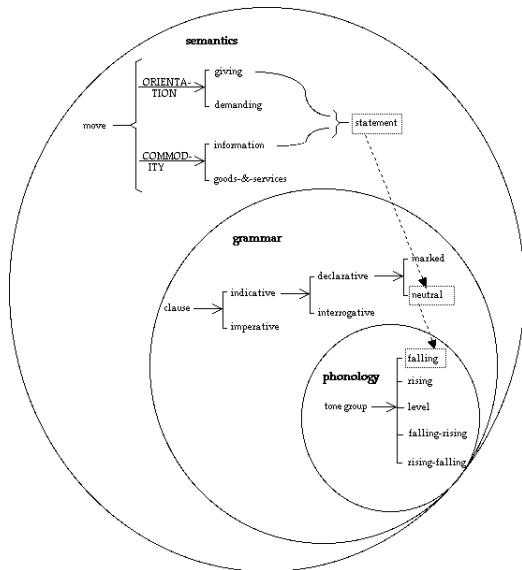 semantics
giving
ORIENTA-
TION
demanding
move
statement
information
COMMOD-
ITY
goods-&-services
grammar
marked
declarative
neutral
indicative
clause
interrogative
imperative
falling
phonology
rising
tone group
level
falling-rising
rising-falling